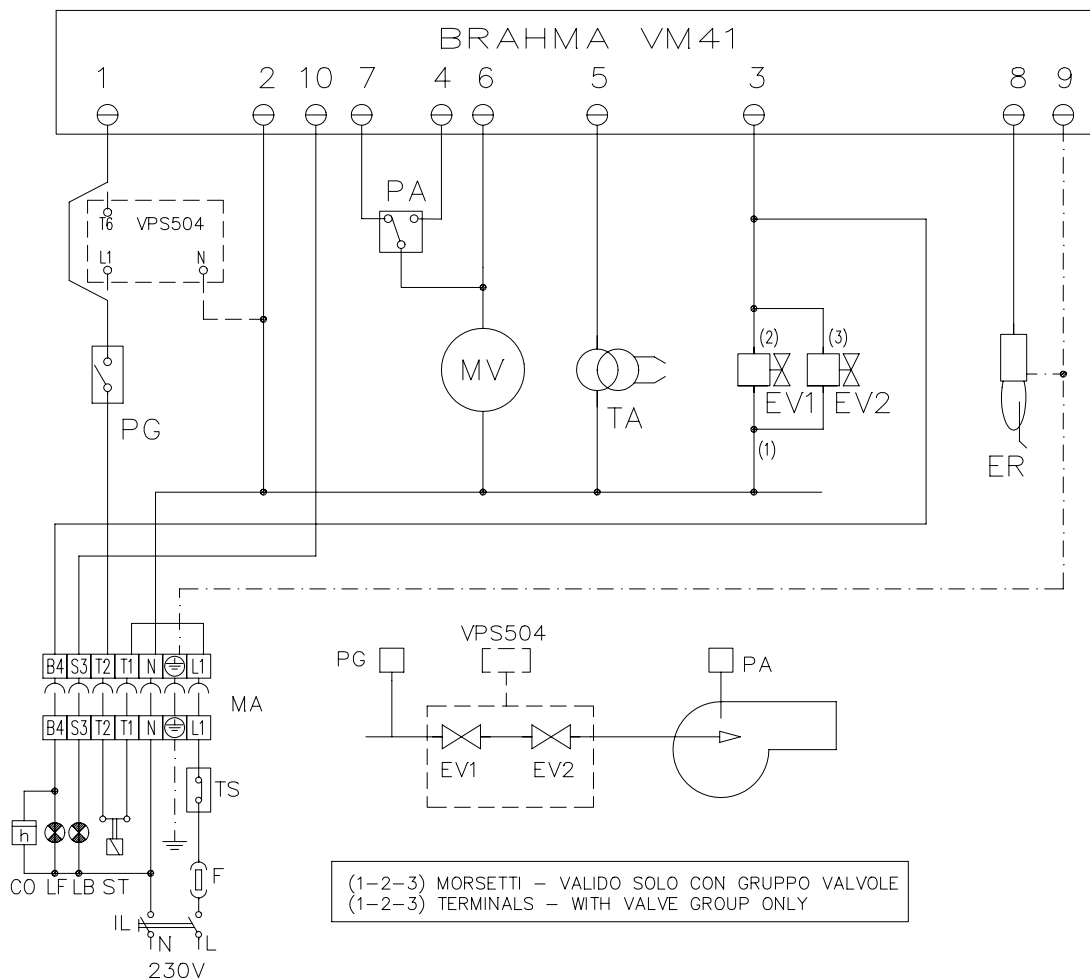 BRAHMA VM41
1 2 10 7 4 6 5 3 8 9
PA
T6 VPS504
L1 N
PG
MV
TA
(2) (3)
EV1 EV2
(1)
ER
B4 S3 T2 T1 N L1
MA
B4 S3 T2 T1 N L1
TS
h
CO LF LB ST
F
IL
N L
230V
VPS504
PG
PA
EV1 EV2
(1-2-3) MORSETTI - VALIDO SOLO CON GRUPPO VALVOLE
(1-2-3) TERMINALS - WITH VALVE GROUP ONLY